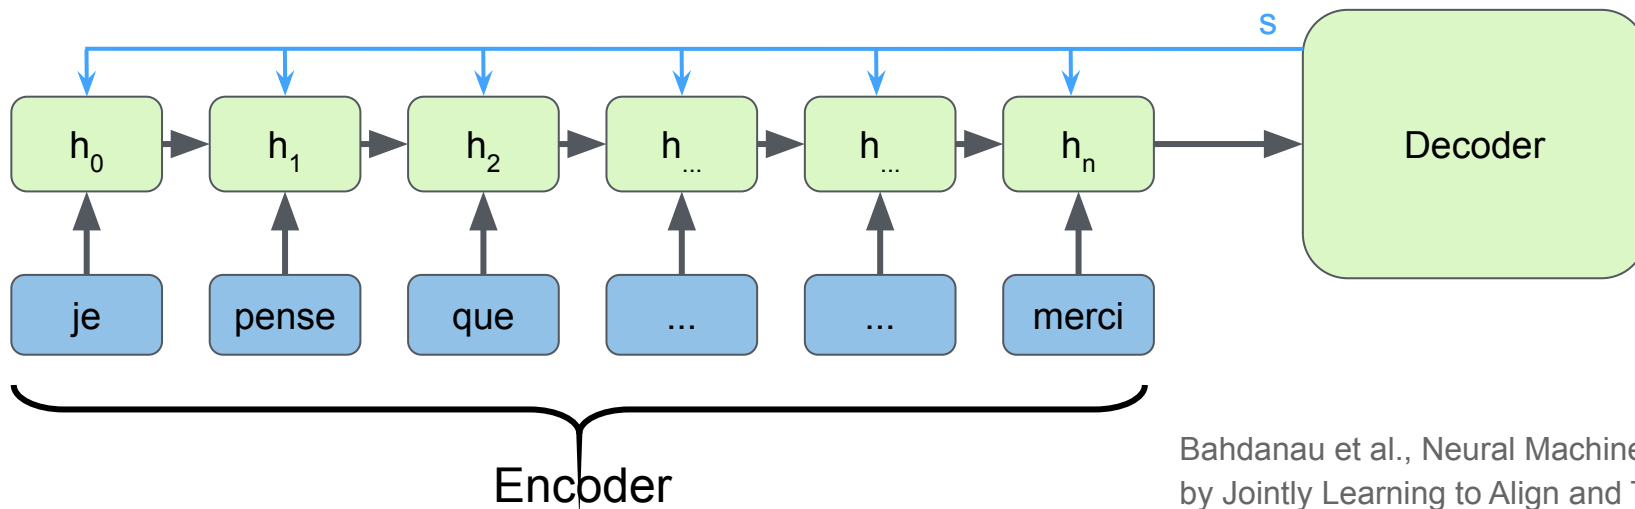 s
h0 h1 h2 h... h... hn Decoder
je pense que ... ... merci
Encoder
Bahdanau et al., Neural Machine
by Jointly Learning to Align and